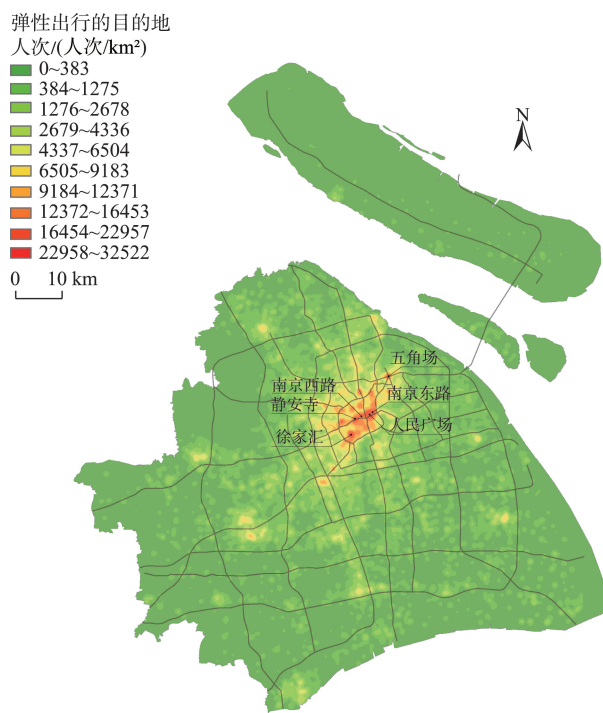 弹性出行的目的地
人次/(人次/km²)
0~383
384~1275
1276~2678
2679~4336
4337~6504
6505~9183
9184~12371
12372~16453
16454~22957
22958~32522
0 10 km
N
五角场
南京西路
南京东路
静安寺
人民广场
徐家汇